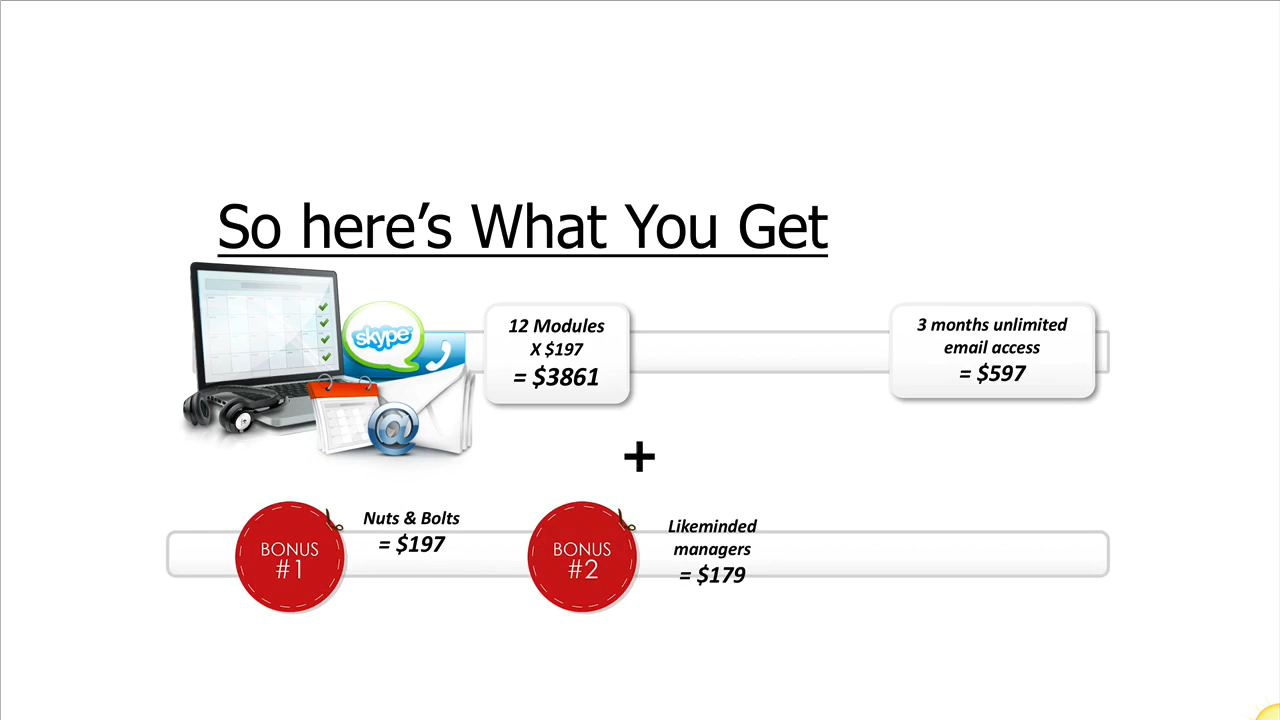 So here's What You Get
skype
12 Modules
X $197
= $3861
3 months unlimited
email access
= $597
@
+
BONUS
#1
Nuts & Bolts
= $197
BONUS
#2
Likeminded
managers
= $179